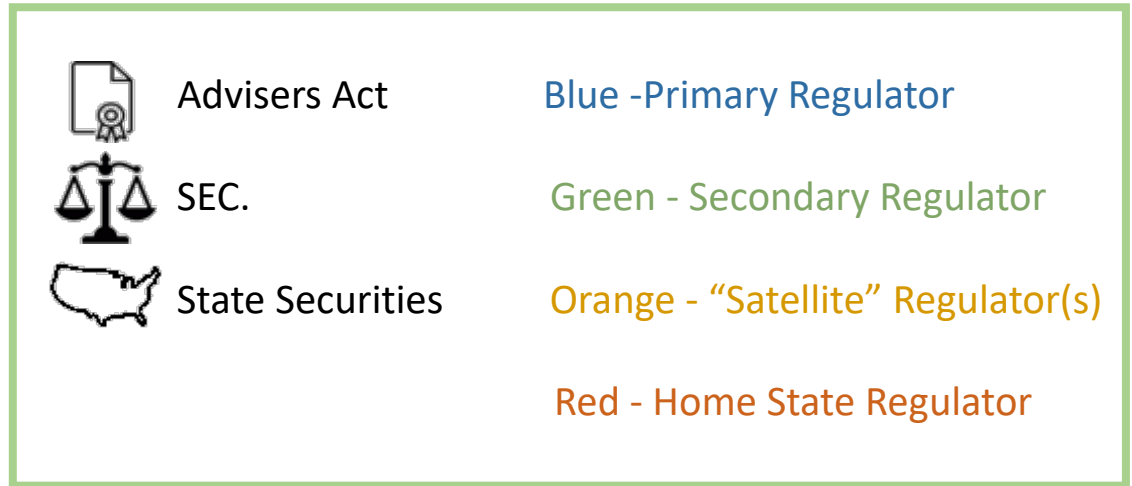 Advisers Act Blue -Primary Regulator
SEC. Green - Secondary Regulator
State Securities Orange - “Satellite” Regulator(s)
Red - Home State Regulator